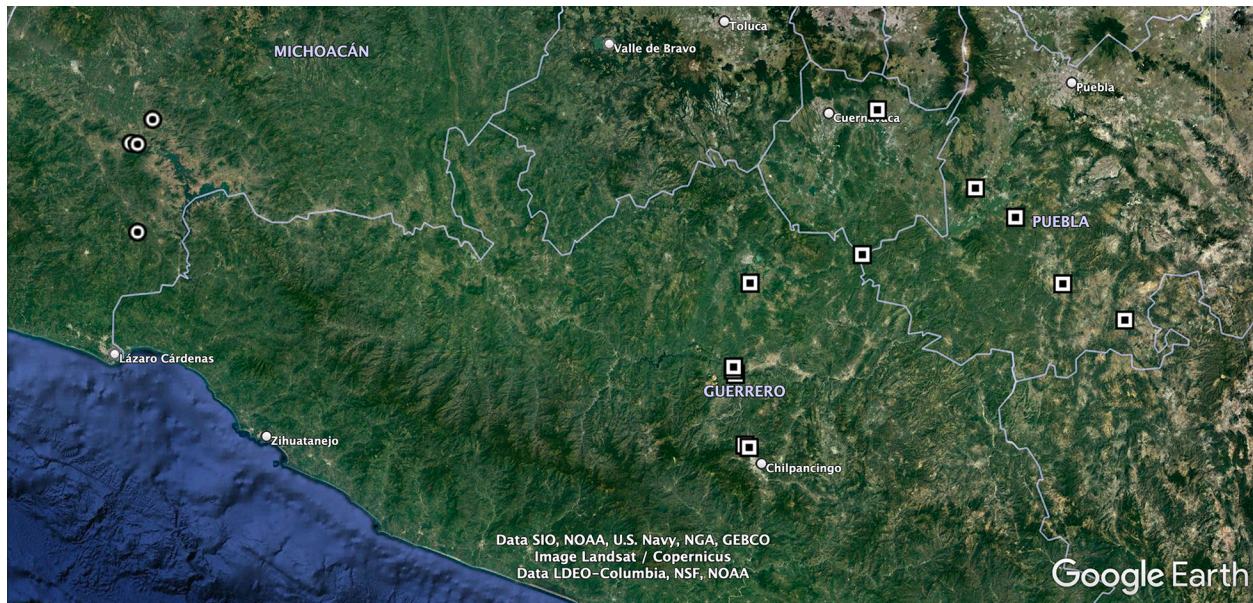 Toluca
MICHOACÁN
Valle de Bravo
Puebla
Cuernavaca
PUEBLA
Lázaro Cárdenas
GUERRERO
Zihuatanejo
Chilpancingo
Data SIO, NOAA, U.S. Navy, NGA, GEBCO
Image Landsat / Copernicus
Data LDEO-Columbia, NSF, NOAA
Google Earth